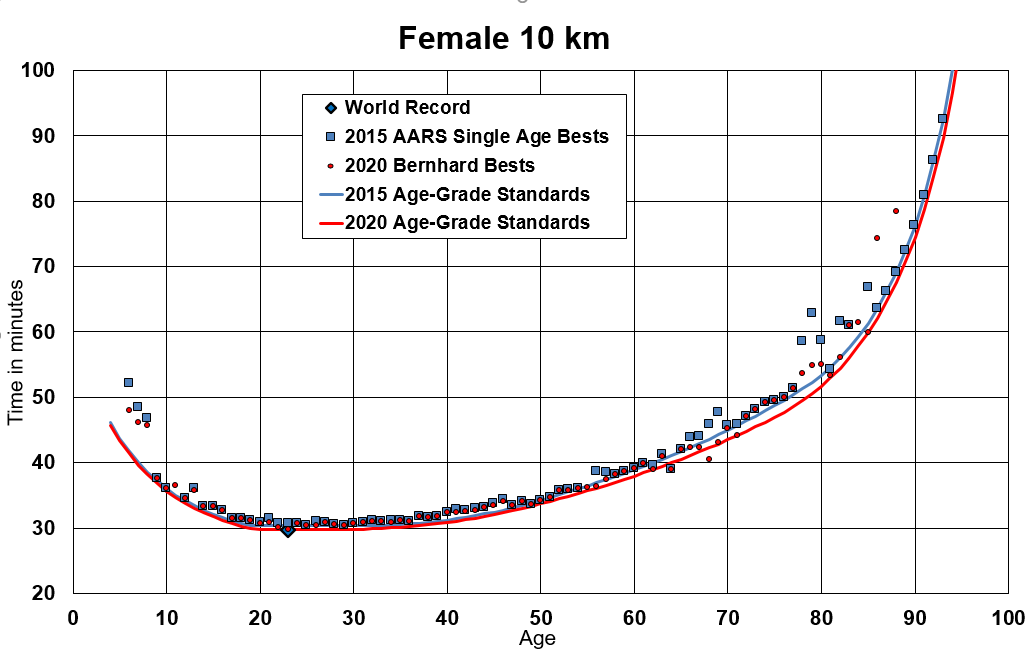 Female 10 km
World Record
2015 AARS Single Age Bests
2020 Bernhard Bests
2015 Age-Grade Standards
2020 Age-Grade Standards
100
90
80
70
60
50
40
30
20
Time in minutes
0 10 20 30 40 50 60 70 80 90 100
Age